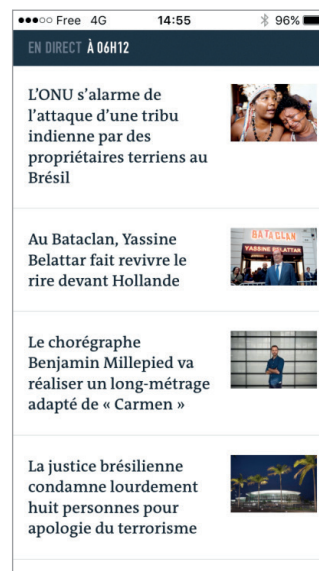 Free 4G 14:55 96%
EN DIRECT À 06H12
L’ONU s’alarme de
l’attaque d’une tribu
indienne par des
propriétaires terriens au
Brésil
BATACLAN
YASSINE BELATTAR
Au Bataclan, Yassine
Belattar fait revivre le
rire devant Hollande
Le chorégraphe
Benjamin Millepied va
réaliser un long-métrage
adapté de « Carmen »
La justice brésilienne
condamne lourdement
huit personnes pour
apologie du terrorisme